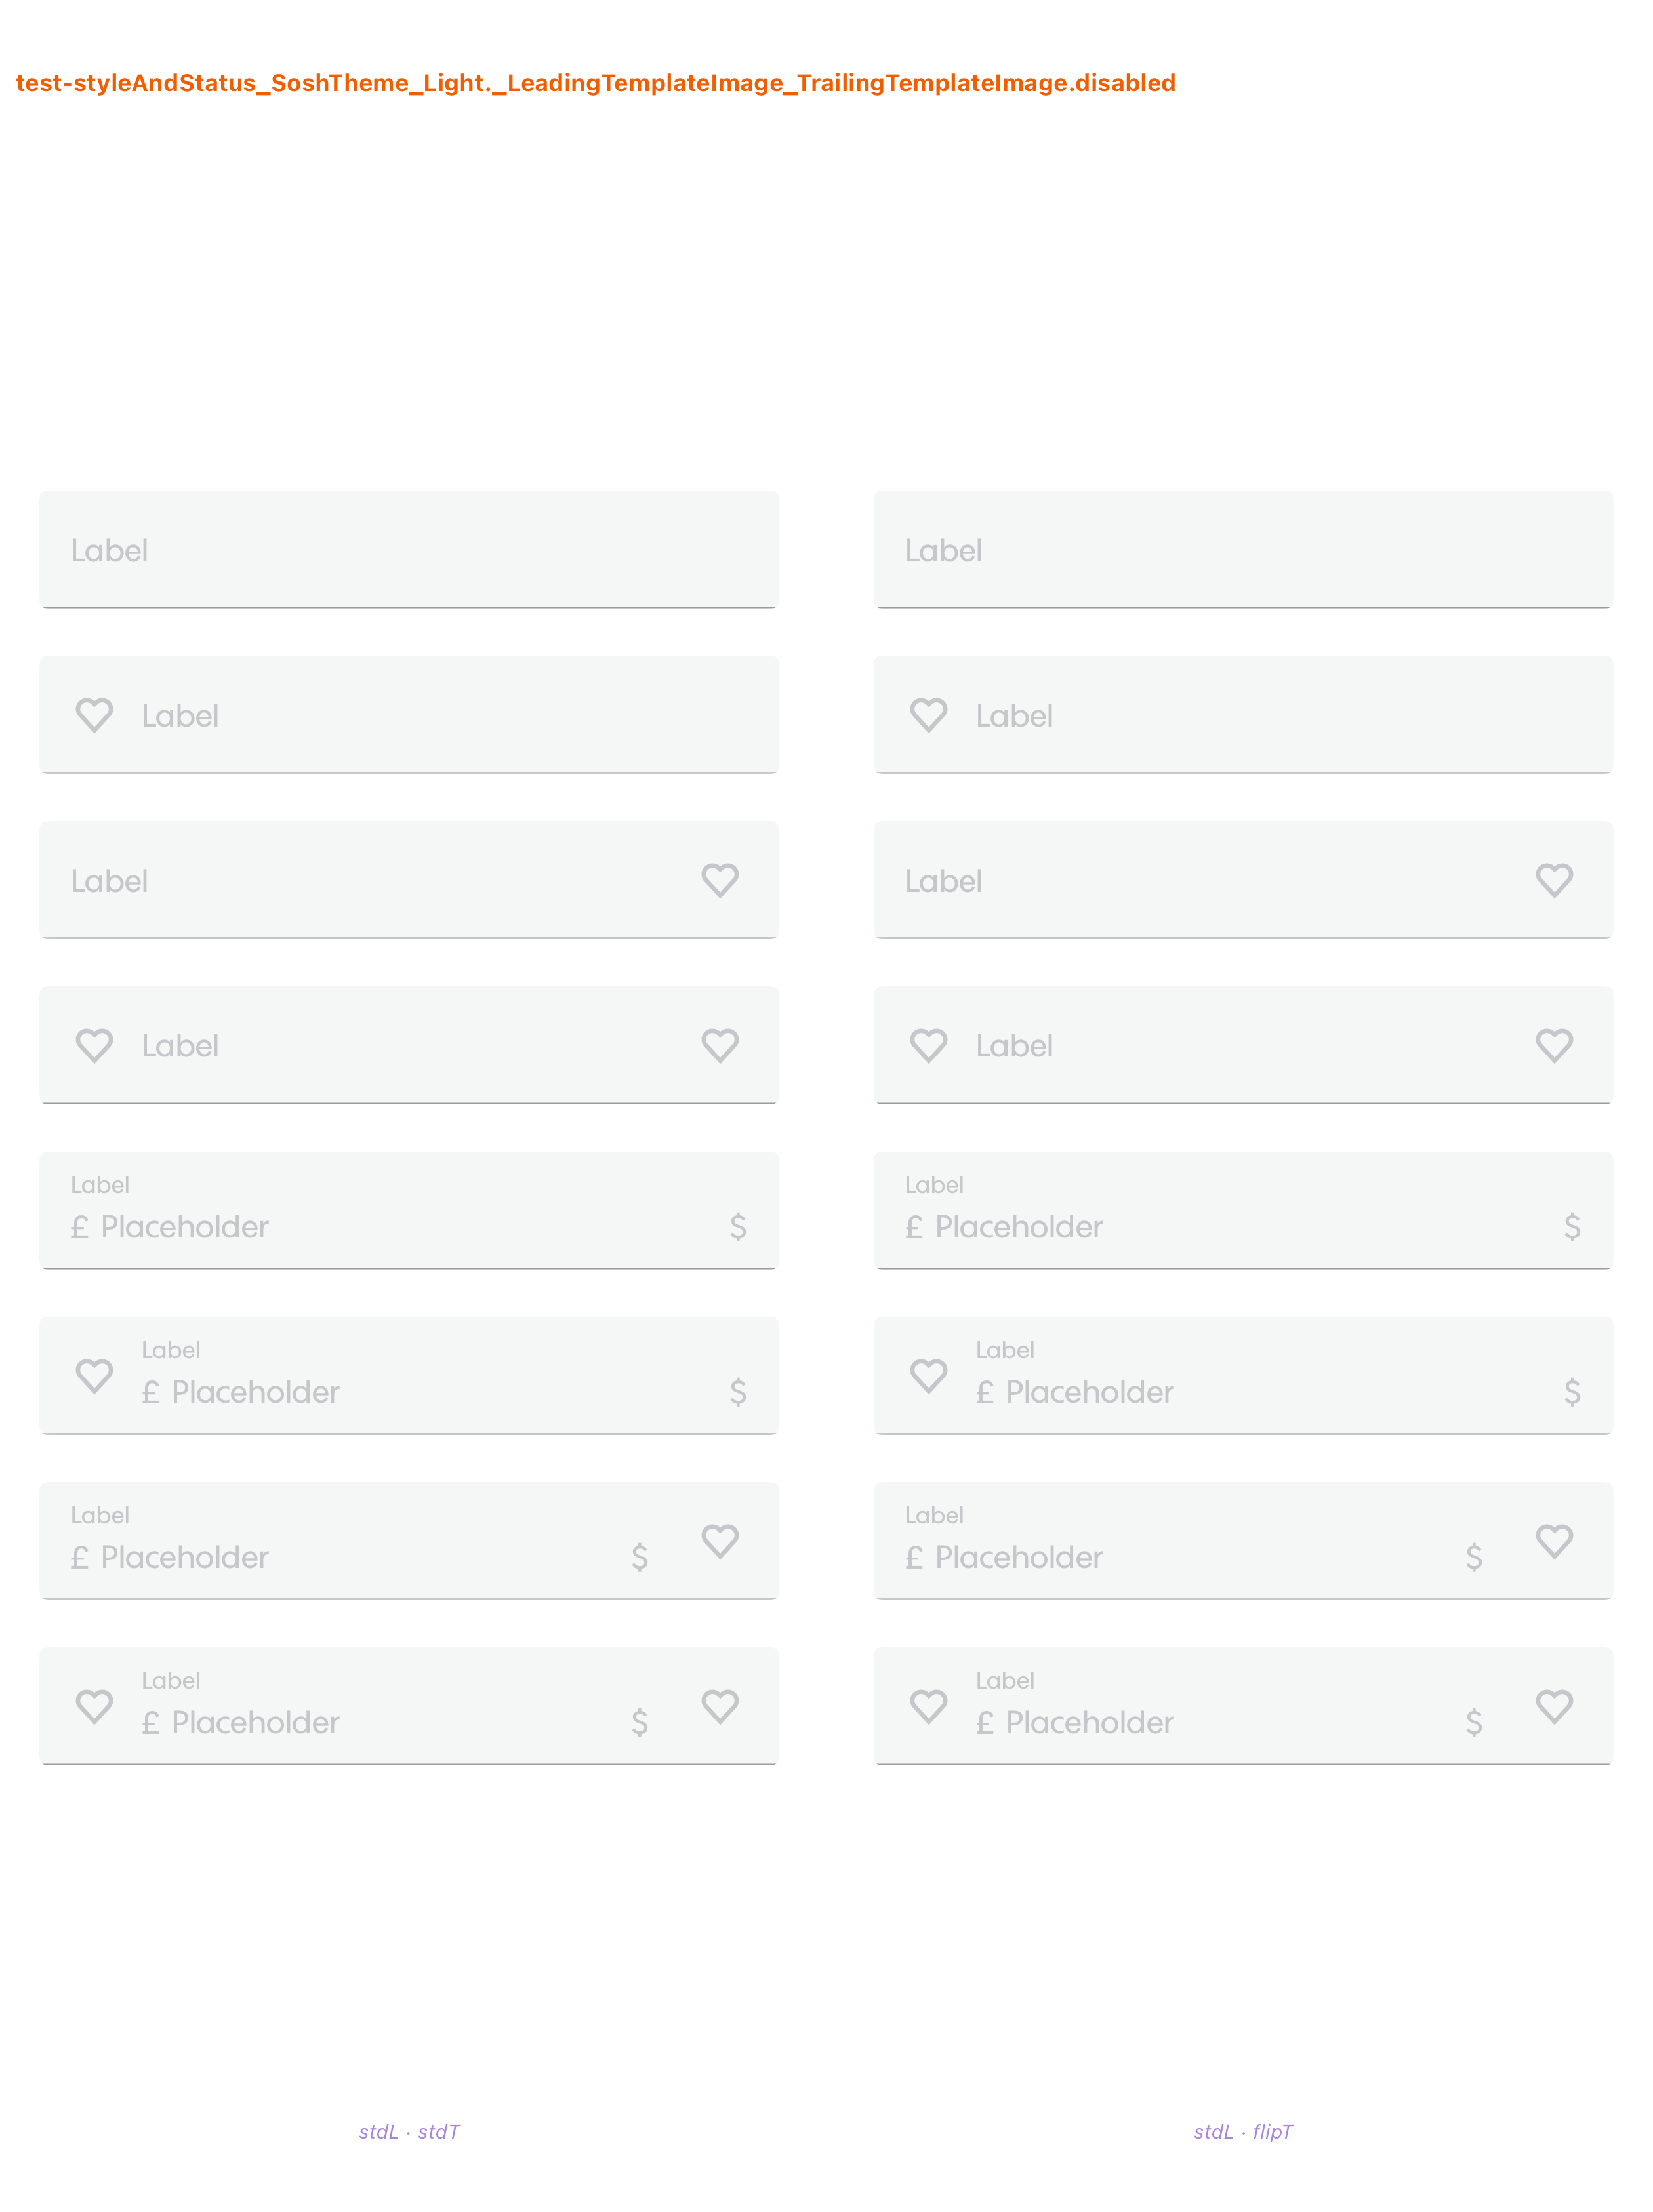 test-styleAndStatus_SoshTheme_Light._LeadingTemplateImage_TrailingTemplateImage.disabled
Label
Label
Label
Label
Label
Label
Label
Label
Label
Label
£ Placeholder $
£ Placeholder $
Label
Label
£ Placeholder $
£ Placeholder $
Label
Label
£ Placeholder $
£ Placeholder $
Label
Label
£ Placeholder $
£ Placeholder $
stdL · stdT
stdL · flipT